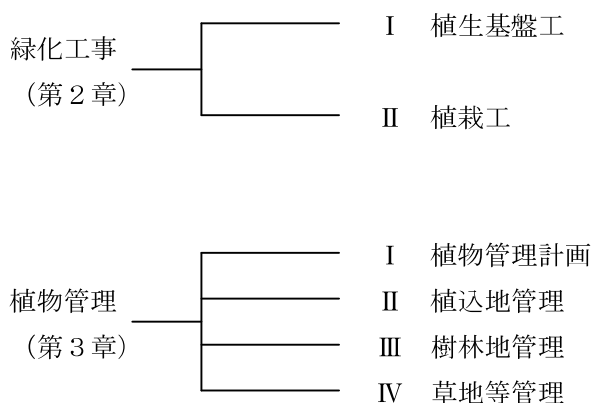 緑化工事
（第２章）
Ⅰ 植生基盤工
Ⅱ 植栽工
植物管理
（第３章）
Ⅰ 植物管理計画
Ⅱ 植込地管理
Ⅲ 樹林地管理
Ⅳ 草地等管理